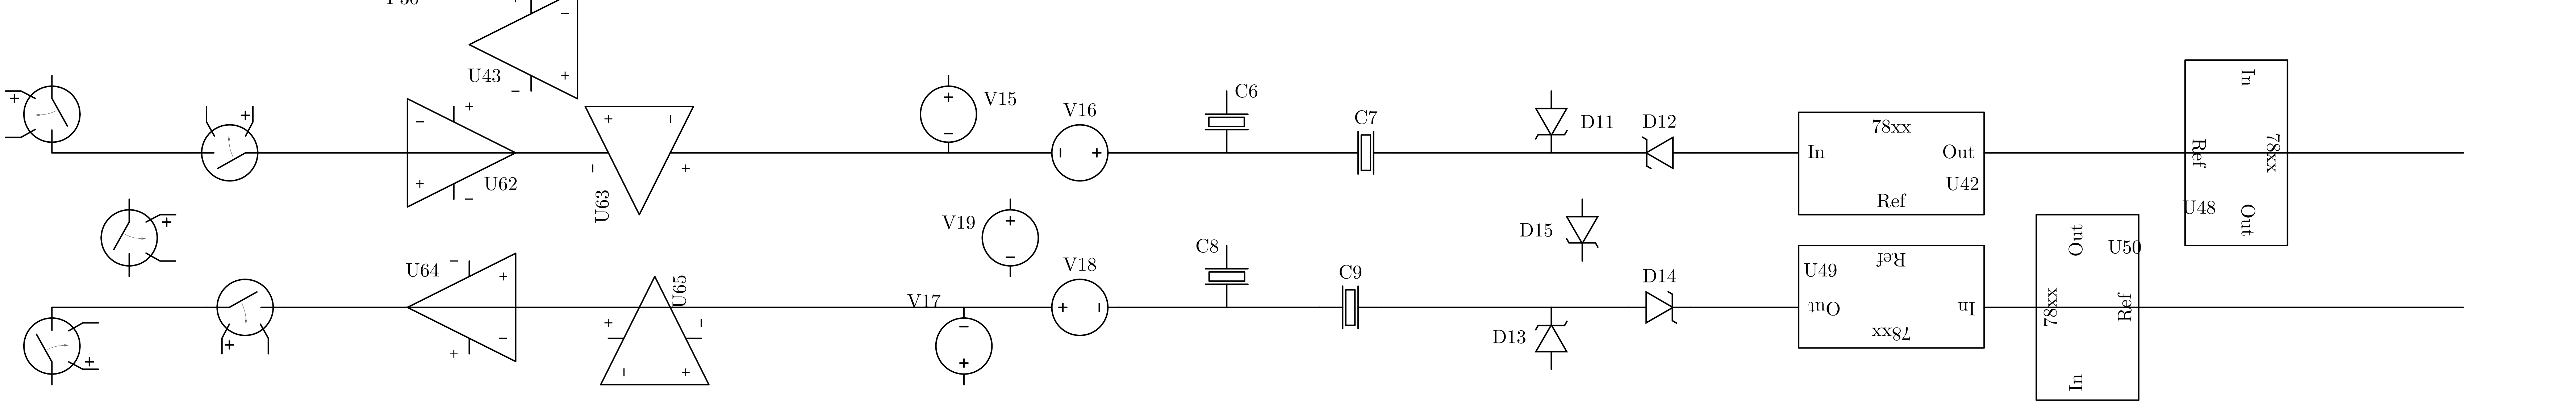 U43
V15
C6
V16
C7
D11
D12
78xx
In
Out
Ref
U42
In
Ref
78xx
Out
U48
U62
U63
V19
D15
U64
U65
V17
V18
C8
C9
D13
D14
U49
Ref
Out
In
78xx
Out
U50
78xx
Ref
In